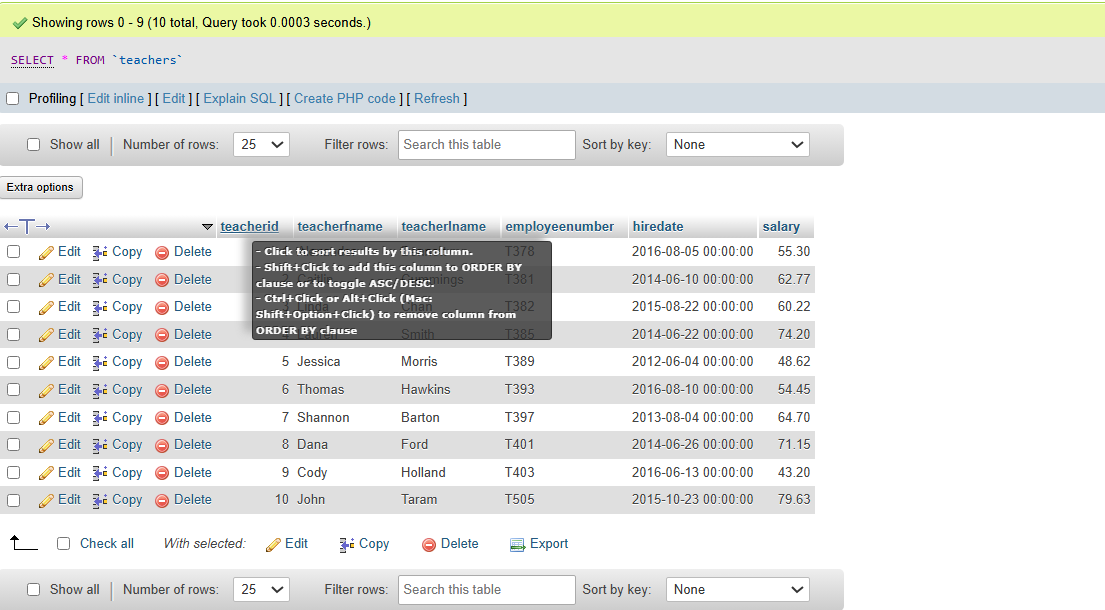 Showing rows 0 - 9 (10 total, Query took 0.0003 seconds.)
SELECT * FROM `teachers`
Profiling [ Edit inline ] [ Edit ] [ Explain SQL ] [ Create PHP code ] [ Refresh ]
Show all Number of rows: 25 Filter rows: Search this table Sort by key: None
Extra options
teacherid teacherfname teacherlname employeenumber hiredate salary
Edit Copy Delete T378 2016-08-05 00:00:00 55.30
Edit Copy Delete 2 Caitlin Cummings T381 2014-06-10 00:00:00 62.77
Edit Copy Delete 3 Linda Chan T382 2015-08-22 00:00:00 60.22
Edit Copy Delete 4 Lauren Smith T385 2014-06-22 00:00:00 74.20
- Click to sort results by this column.
- Shift+Click to add this column to ORDER BY
clause or to toggle ASC/DESC.
- Ctrl+Click or Alt+Click (Mac:
Shift+Option+Click) to remove column from
ORDER BY clause
Edit Copy Delete 5 Jessica Morris T389 2012-06-04 00:00:00 48.62
Edit Copy Delete 6 Thomas Hawkins T393 2016-08-10 00:00:00 54.45
Edit Copy Delete 7 Shannon Barton T397 2013-08-04 00:00:00 64.70
Edit Copy Delete 8 Dana Ford T401 2014-06-26 00:00:00 71.15
Edit Copy Delete 9 Cody Holland T403 2016-06-13 00:00:00 43.20
Edit Copy Delete 10 John Taram T505 2015-10-23 00:00:00 79.63
Check all With selected: Edit Copy Delete Export
Show all Number of rows: 25 Filter rows: Search this table Sort by key: None